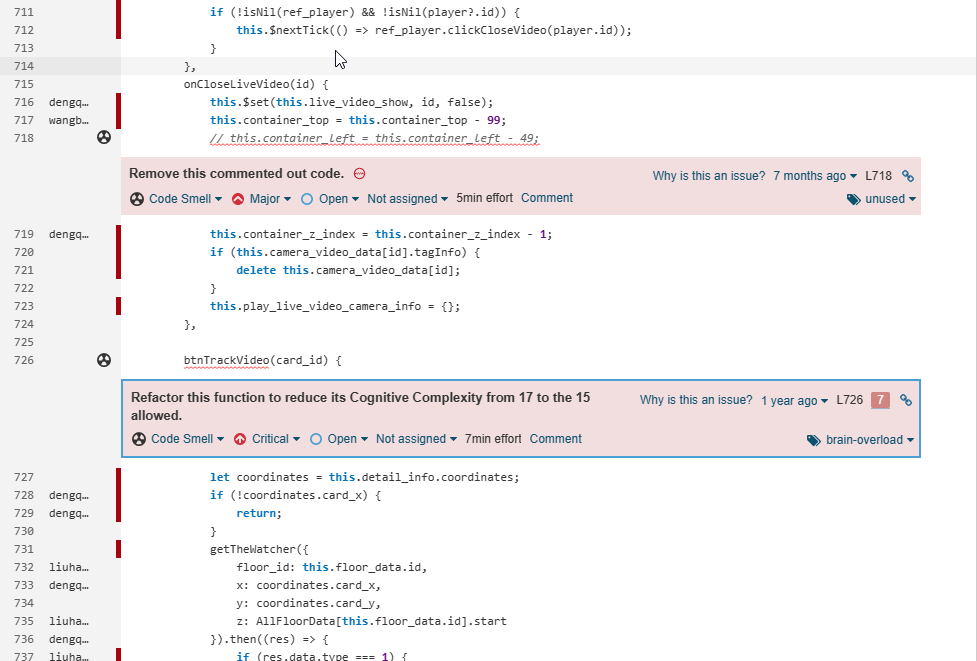 711 if (!isNil(ref_player) && !isNil(player?.id)) {
712 this.$nextTick(() => ref_player.clickCloseVideo(player.id));
713 }
714 },
715 onCloseLiveVideo(id) {
716 dengq… this.$set(this.live_video_show, id, false);
717 wangb… this.container_top = this.container_top - 99;
718 // this.container_left = this.container_left - 49;
Remove this commented out code. Why is this an issue? 7 months ago L718
Code Smell Major Open Not assigned 5min effort Comment unused
719 dengq… this.container_z_index = this.container_z_index - 1;
720 if (this.camera_video_data[id].tagInfo) {
721 delete this.camera_video_data[id];
722 }
723 this.play_live_video_camera_info = {};
724 },
725
726 btnTrackVideo(card_id) {
Refactor this function to reduce its Cognitive Complexity from 17 to the 15 Why is this an issue? 1 year ago L726 7
allowed.
Code Smell Critical Open Not assigned 7min effort Comment brain-overload
727 let coordinates = this.detail_info.coordinates;
728 dengq… if (!coordinates.card_x) {
729 dengq… return;
730 }
731 getTheWatcher({
732 liuha… floor_id: this.floor_data.id,
733 dengq… x: coordinates.card_x,
734 y: coordinates.card_y,
735 liuha… z: AllFloorData[this.floor_data.id].start
736 dengq… }).then((res) => {
737 liuha… if (res.data.type === 1) {